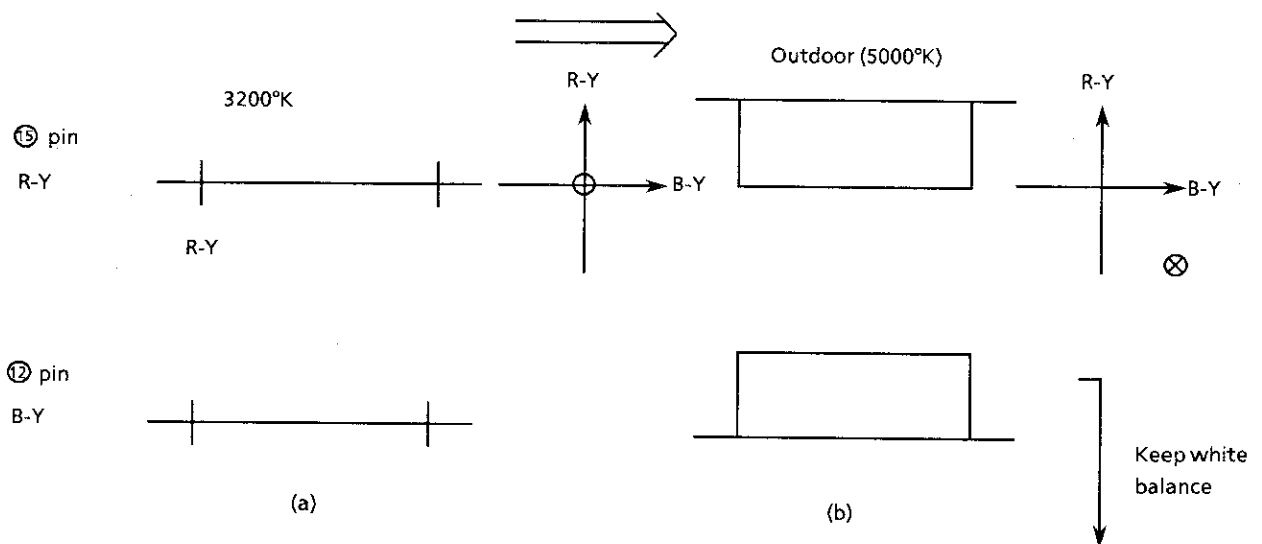 Outdoor (5000°K)
R-Y
R-Y
3200°K
⑮ pin
R-Y
B-Y
B-Y
R-Y
⑫ pin
B-Y
Keep white
balance
(a)
(b)